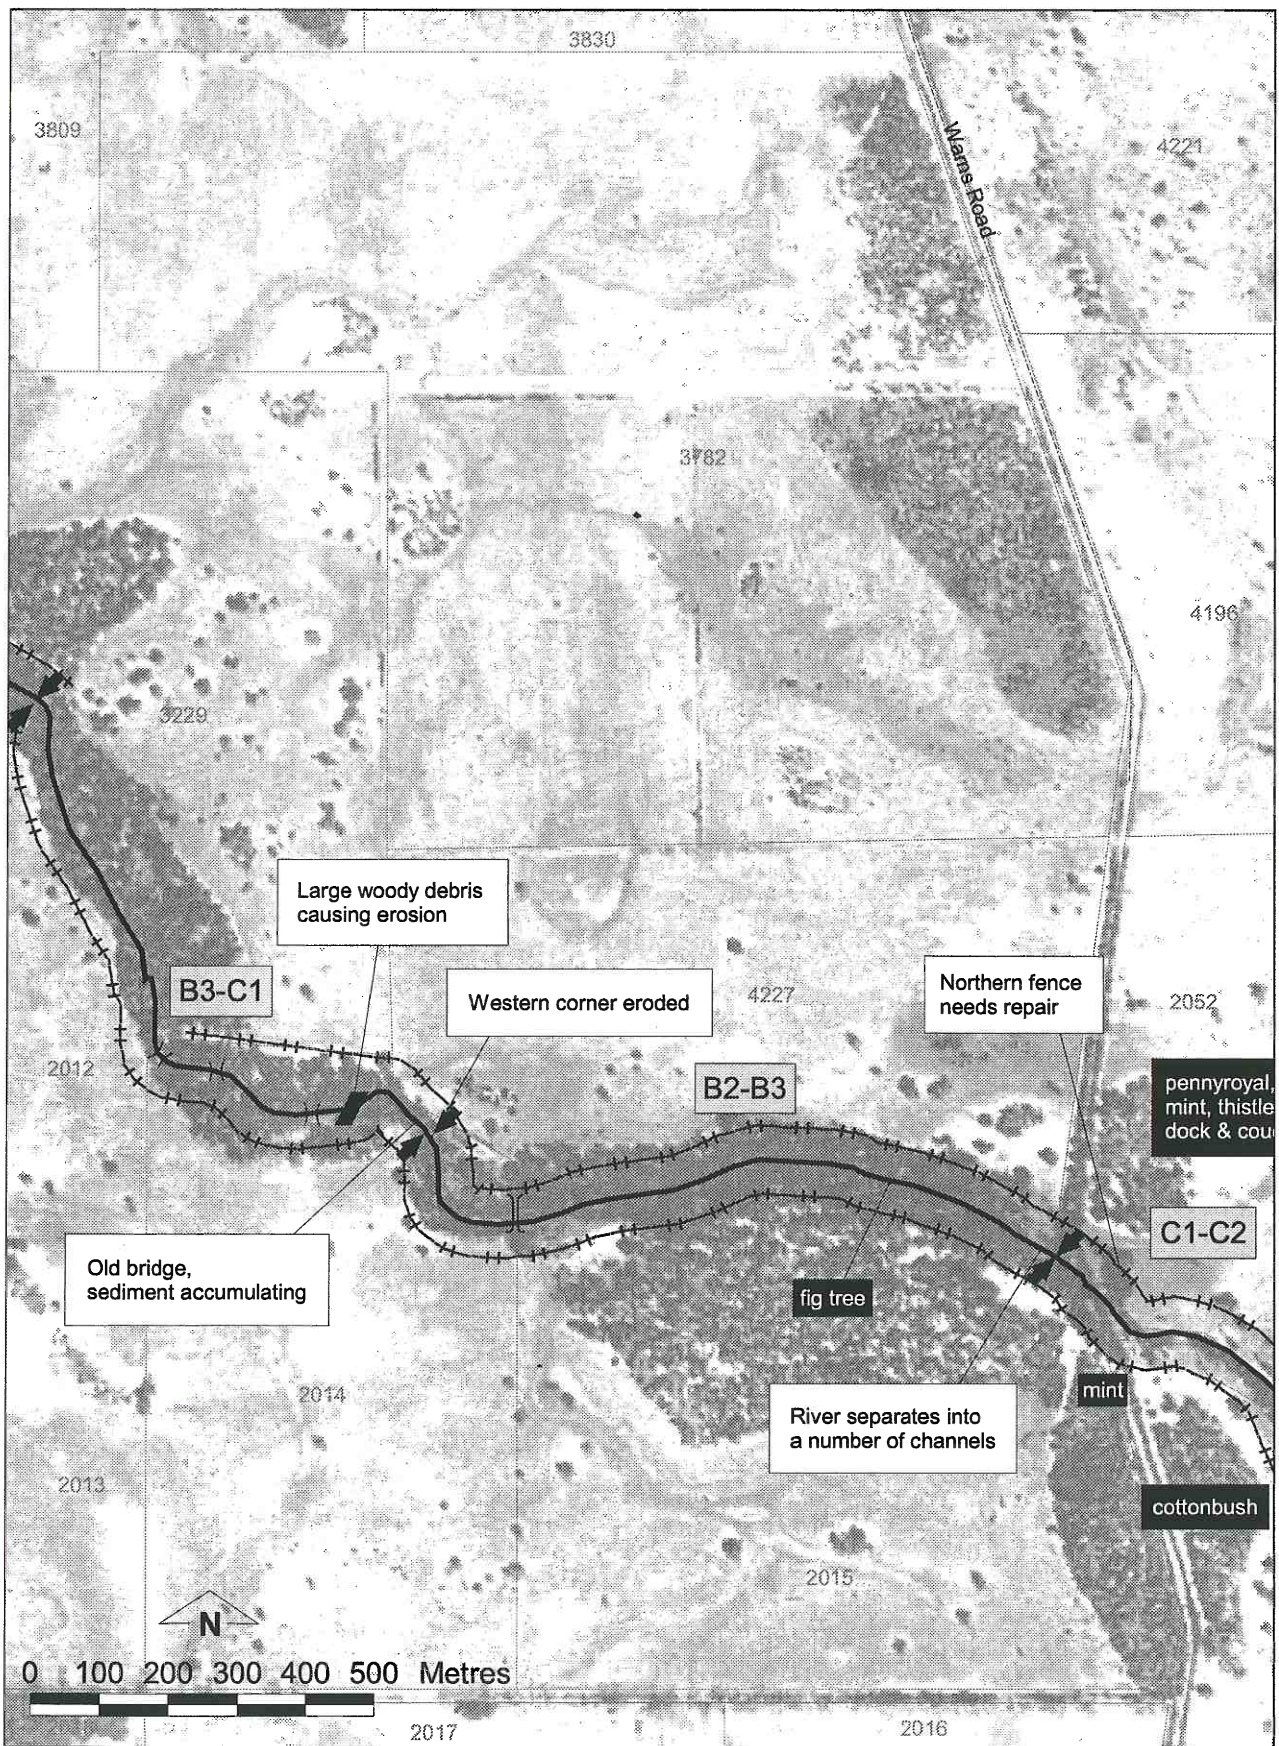 3830
3809
4221
Warns Road
3782
4196
3229
Large woody debris
causing erosion
B3-C1
Western corner eroded
4227
Northern fence
needs repair
2052
2012
B2-B3
pennyroyal,
mint, thistle
dock &
C1-C2
Old bridge,
sediment accumulating
fig tree
mint
2014
River separates into
a number of channels
2013
cottonbush
2015
N
0 100 200 300 400 500 Metres
2017
2016